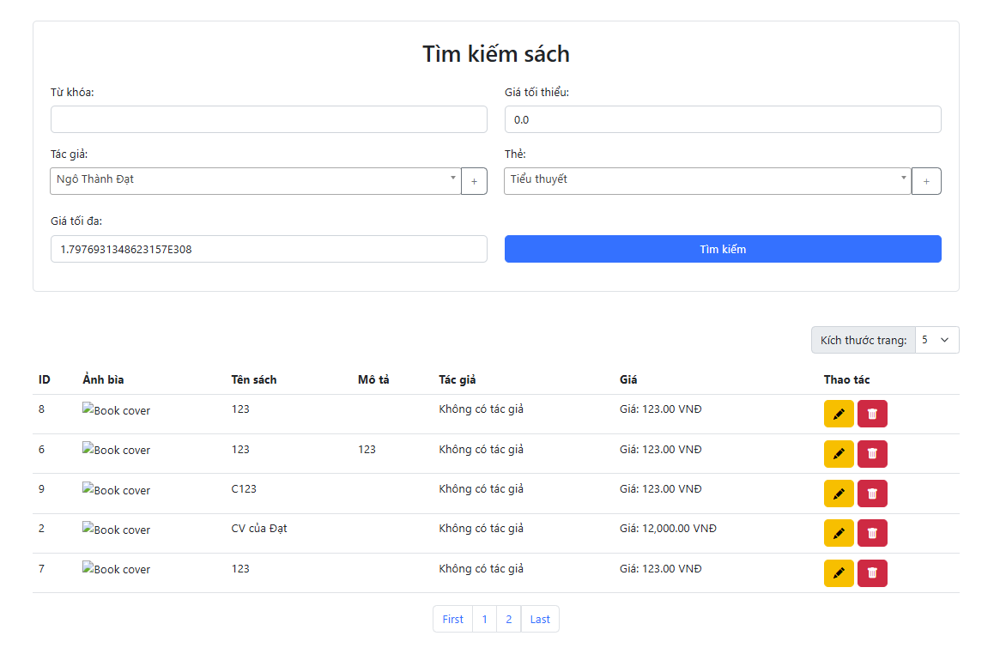 Tìm kiếm sách
Từ khóa: Giá tối thiểu:
0.0
Tác giả: Thẻ:
Ngô Thành Đạt + Tiểu thuyết +
Giá tối đa:
1.7976931348623157E308 Tìm kiếm
Kích thước trang: 5
ID Ảnh bìa Tên sách Mô tả Tác giả Giá Thao tác
8 Book cover 123 Không có tác giả Giá: 123.00 VNĐ
6 Book cover 123 123 Không có tác giả Giá: 123.00 VNĐ
9 Book cover C123 Không có tác giả Giá: 123.00 VNĐ
2 Book cover CV của Đạt Không có tác giả Giá: 12,000.00 VNĐ
7 Book cover 123 Không có tác giả Giá: 123.00 VNĐ
First 1 2 Last